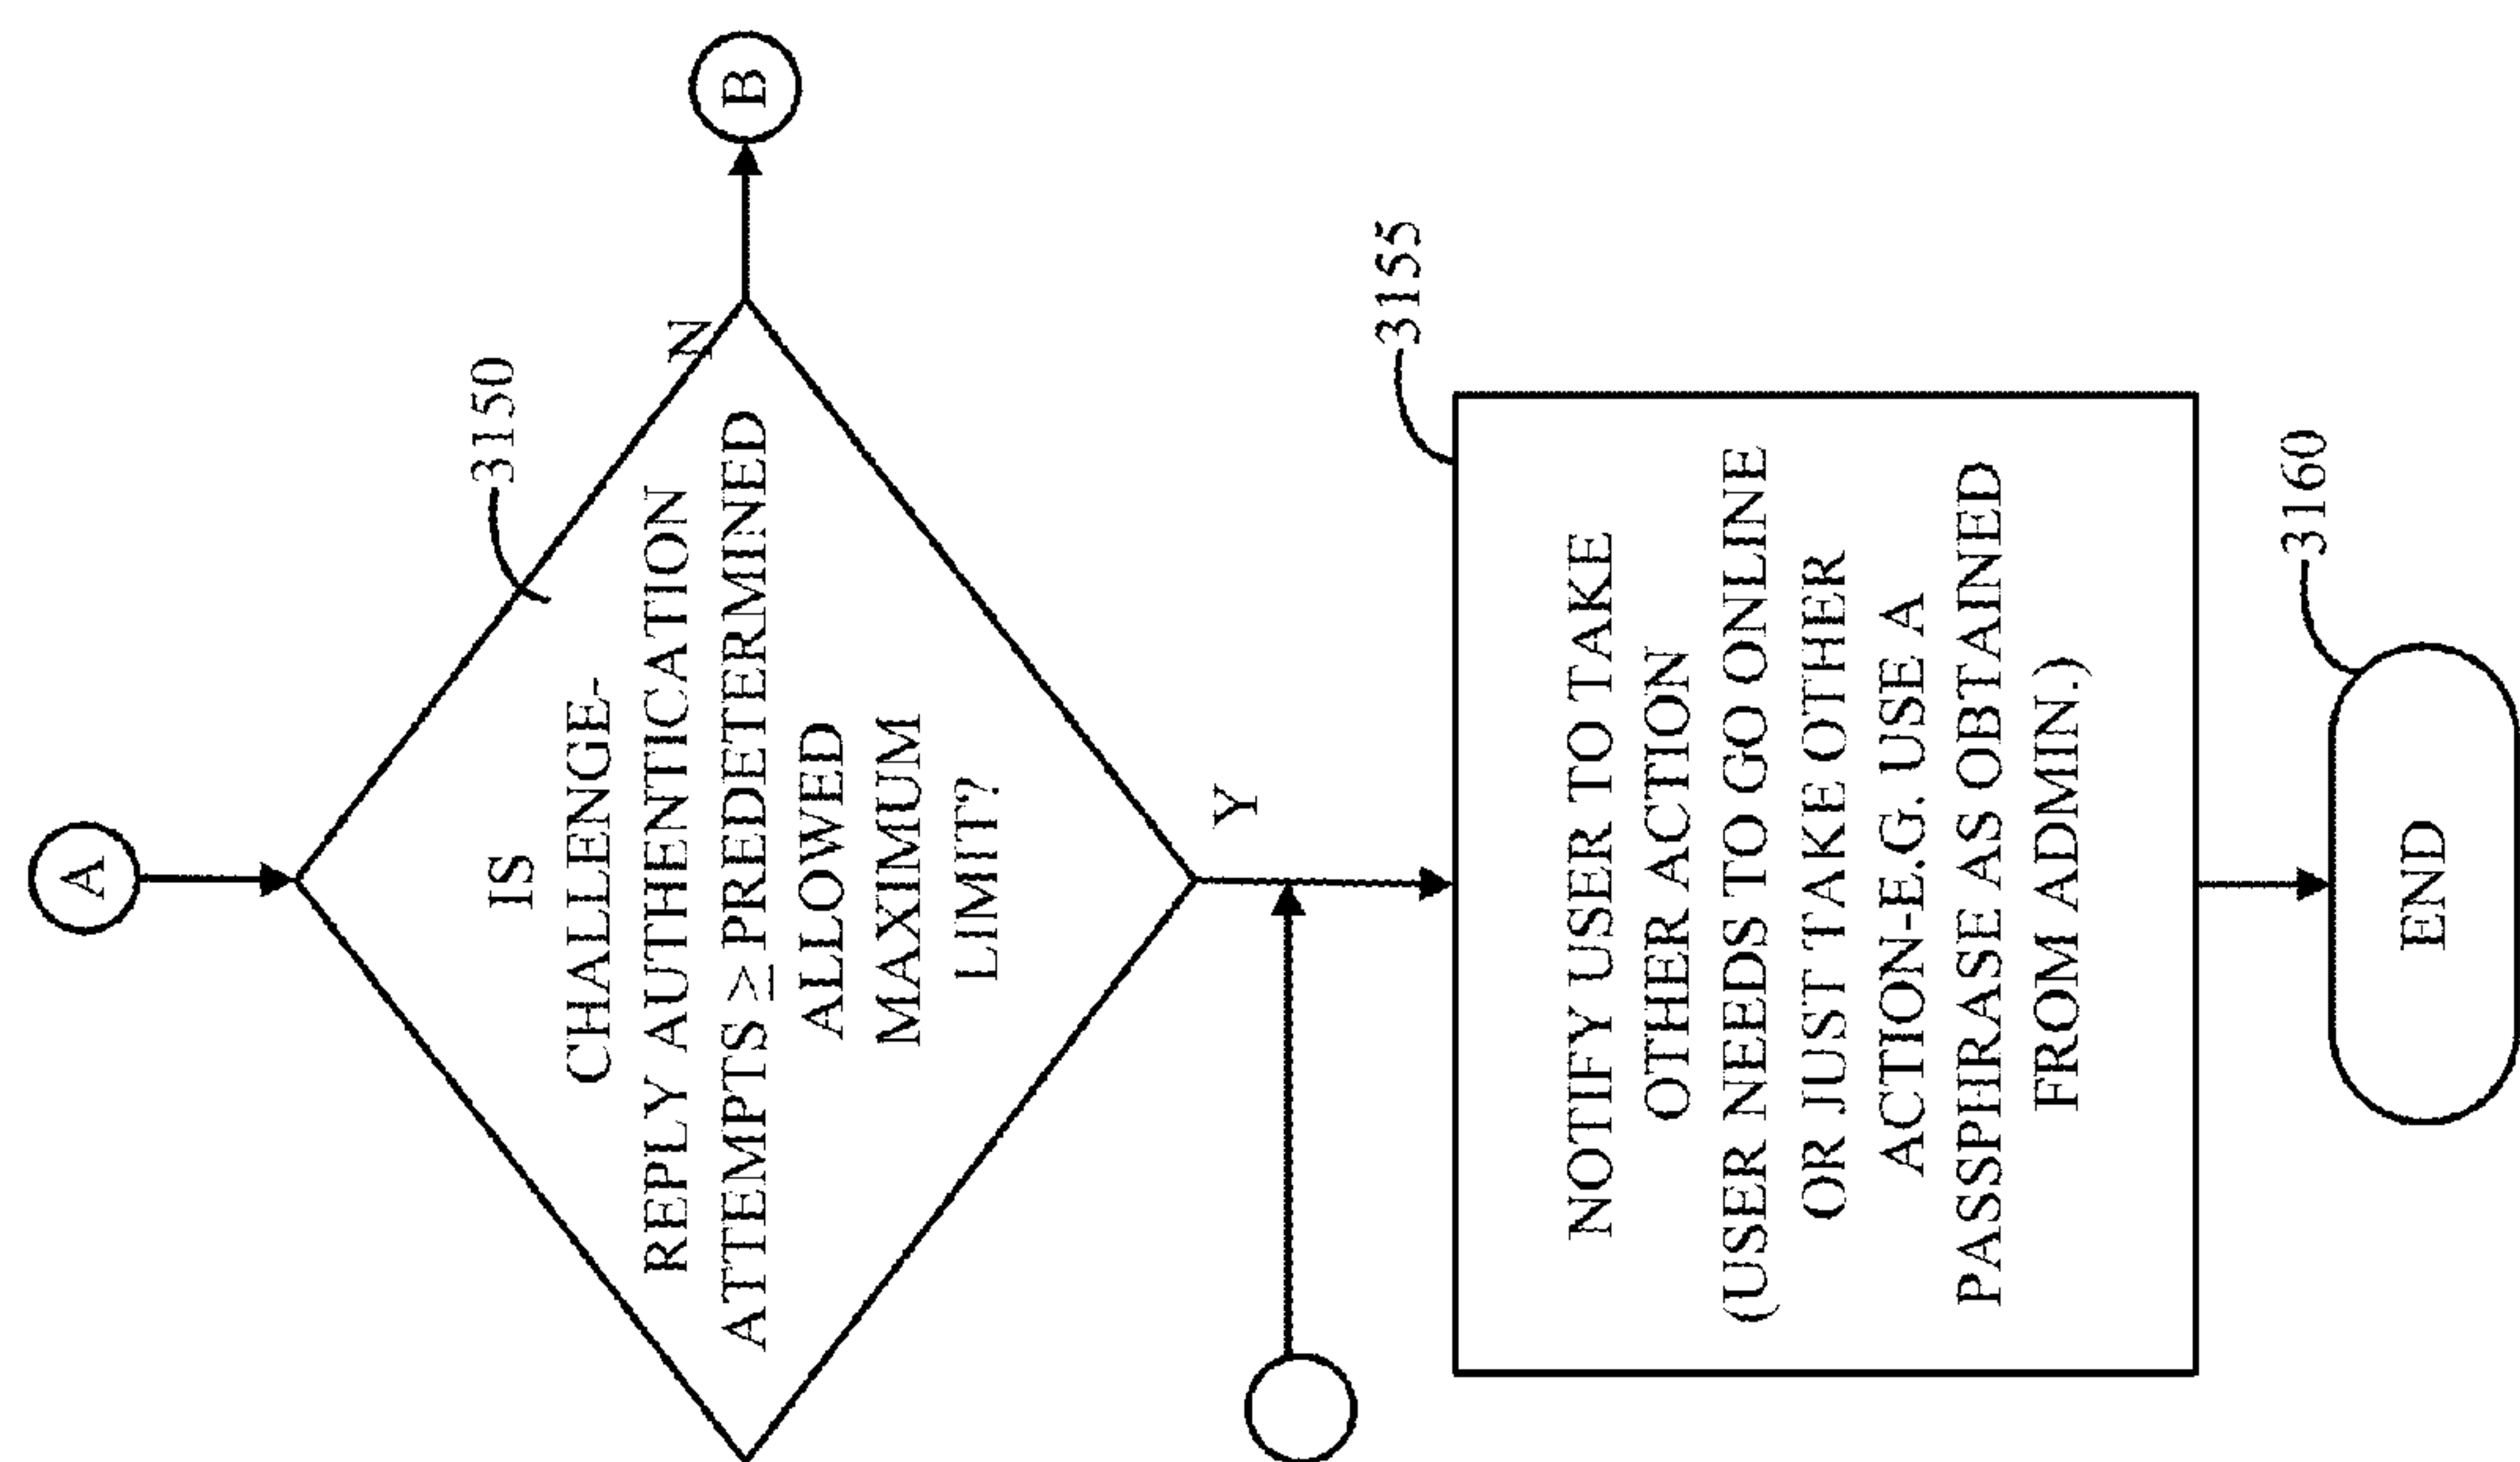 A
3150
IS
CHALLENGE-
REPLY AUTHENTICATION
ATTEMPTS ≥ PREDETERMINED
ALLOWED
MAXIMUM
LIMIT?
N
B
Y
3155
NOTIFY USER TO TAKE
OTHER ACTION
(USER NEEDS TO GO ONLINE
OR JUST TAKE OTHER
ACTION-E.G. USE A
PASSPHRASE AS OBTAINED
FROM ADMIN.)
3160
END